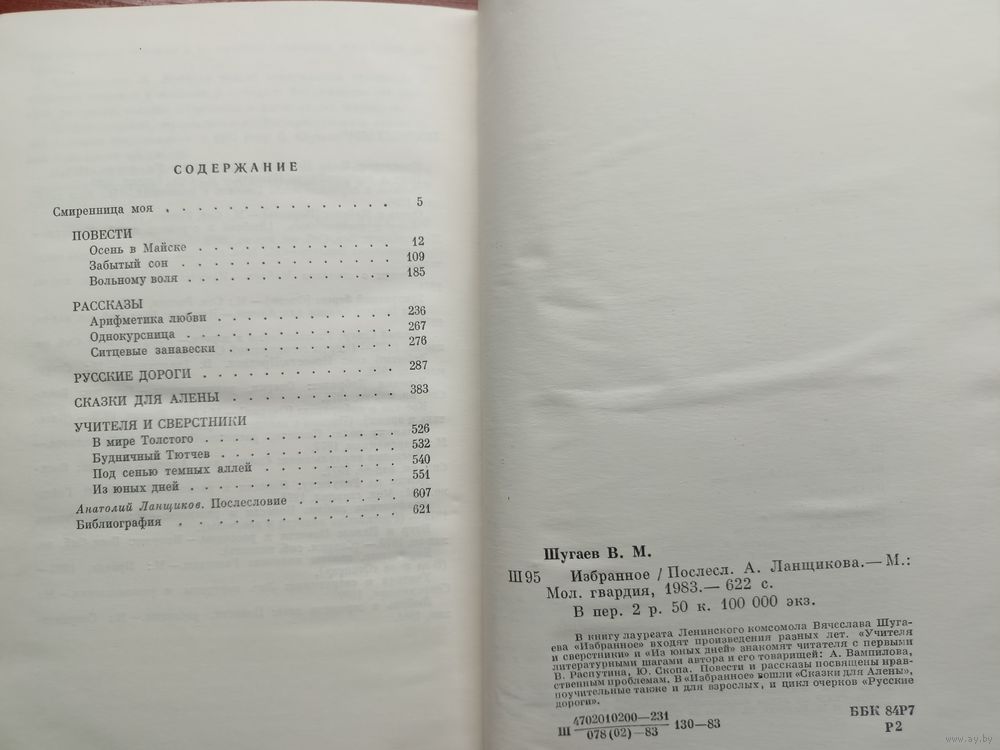 СОДЕРЖАНИЕ
Смиренница моя . . . . . . . . . . . . . . . 5
ПОВЕСТИ
Осень в Майске . . . . . . . . . . . . . 12
Забытый сон . . . . . . . . . . . . . . 109
Вольному воля . . . . . . . . . . . . . 185
РАССКАЗЫ
Арифметика любви . . . . . . . . . . . . 236
Однокурсница . . . . . . . . . . . . . 267
Ситцевые занавески . . . . . . . . . . . 276
РУССКИЕ ДОРОГИ . . . . . . . . . . . . 287
СКАЗКИ ДЛЯ АЛЕНЫ . . . . . . . . . . . 383
УЧИТЕЛЯ И СВЕРСТНИКИ
В мире Толстого . . . . . . . . . . . . 526
Будничный Тютчев . . . . . . . . . . . . 532
Под сенью темных аллей . . . . . . . . . 540
Из юных дней . . . . . . . . . . . . . 551
Анатолий Ланщиков. Послесловие . . . . . . . 607
Библиография . . . . . . . . . . . . . 621
Шугаев В. М.
Ш95 Избранное / Послесл. А. Ланщикова.— М.:
Мол. гвардия, 1983.— 622 с.
В пер. 2 р. 50 к. 100 000 экз.
В книгу лауреата Ленинского комсомола Вячеслава Шуга-
ева «Избранное» входят произведения разных лет. «Учителя
и сверстники» и «Из юных дней» знакомят читателя с первыми
литературными шагами автора и его товарищей: А. Вампилова,
В. Распутина, Ю. Скопа. Повести и рассказы посвящены нрав-
ственным проблемам. В «Избранное» вошли «Сказки для Алены»,
поучительные также и для взрослых, и цикл очерков «Русские
дороги».
4702010200—231
Ш 130—83
078(02)—83
ББК 84Р7
Р2
www.ay.by